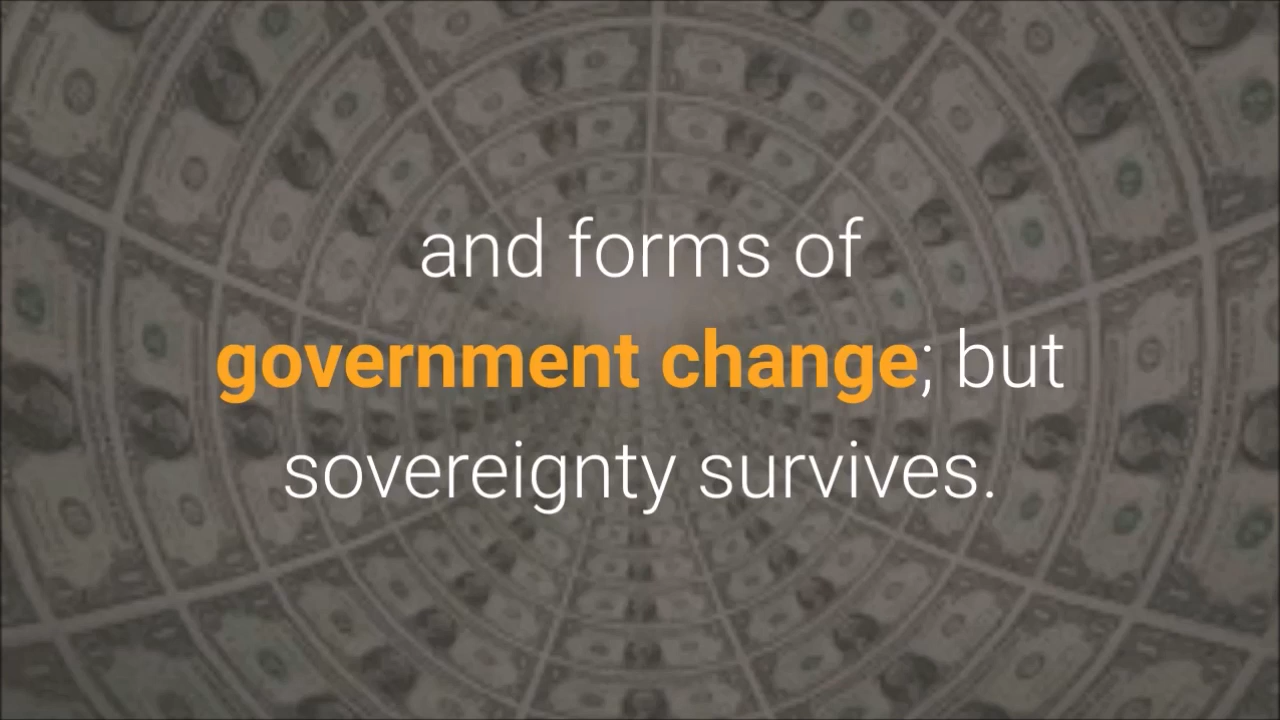 and forms of
government change; but
sovereignty survives.